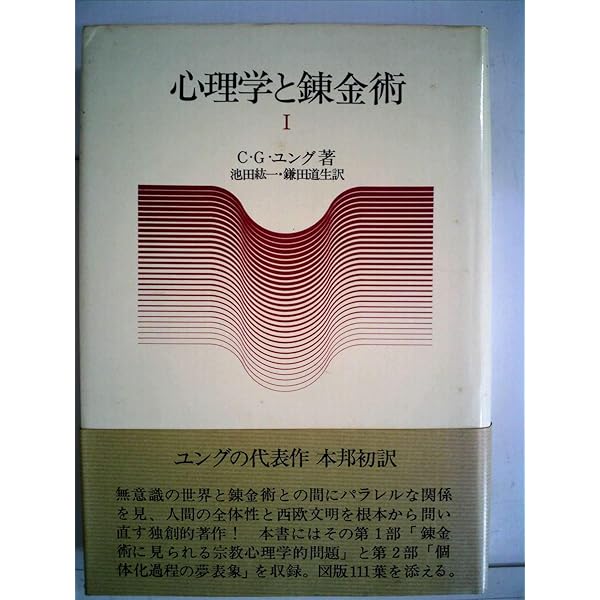 心理学と錬金術
I
C・G・ユング著
池田紘一・鎌田道生訳
ユングの代表作 本邦初訳
無意識の世界と錬金術との間にパラレルな関係
を見、人間の全体性と西欧文明を根本から問い
直す独創的著作！ 本書にはその第１部「錬金
術に見られる宗教心理学的問題」と第２部「個
体化過程の夢表象」を収録。図版111葉を添える。